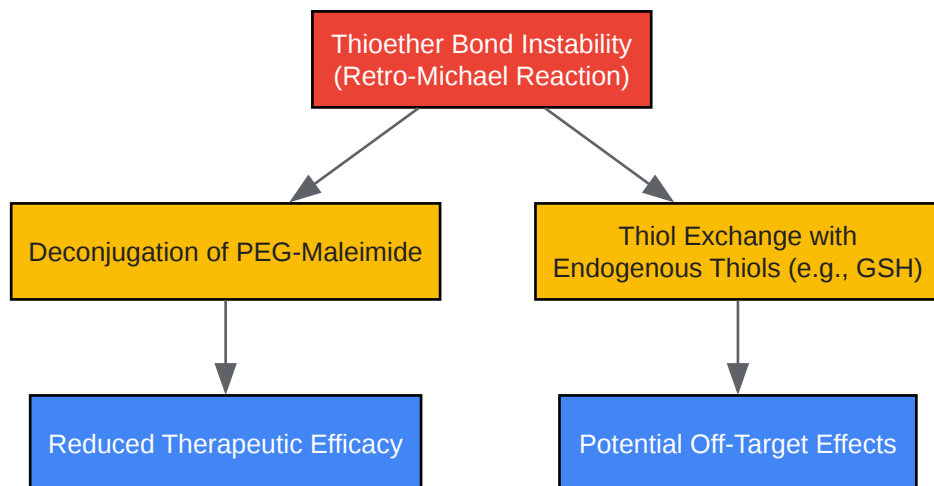 Thioether Bond Instability
(Retro-Michael Reaction)
Deconjugation of PEG-Maleimide
Thiol Exchange with
Endogenous Thiols (e.g., GSH)
Reduced Therapeutic Efficacy
Potential Off-Target Effects